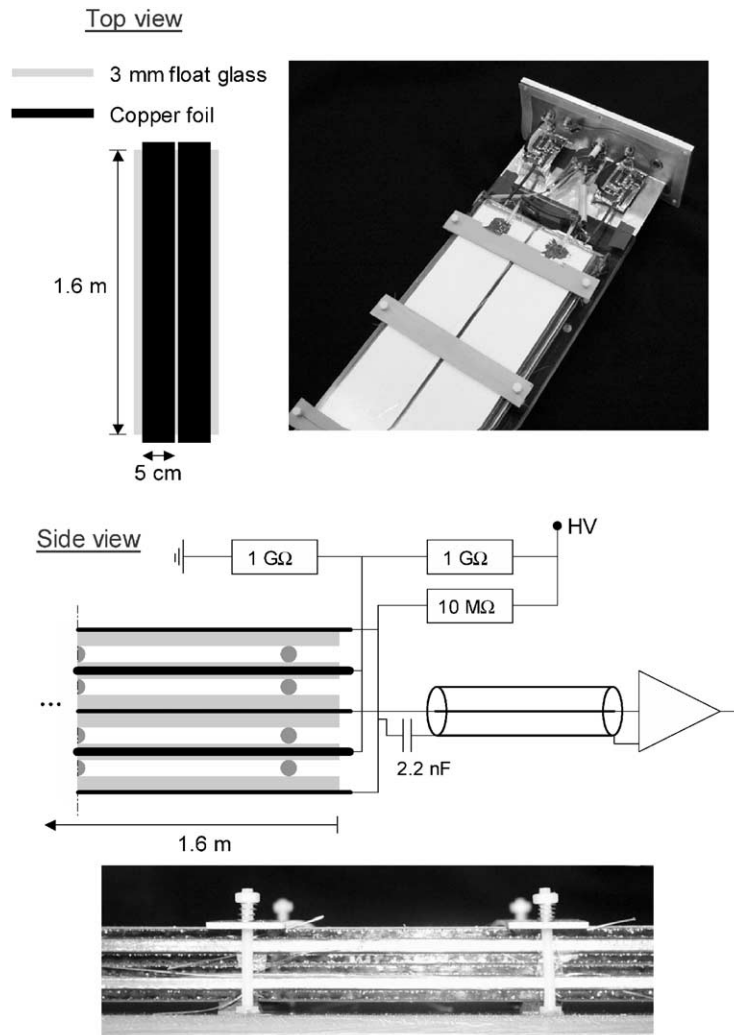 Top view
3 mm float glass
Copper foil
1.6 m
5 cm
Side view
HV
1 GΩ
1 GΩ
10 MΩ
...
2.2 nF
1.6 m